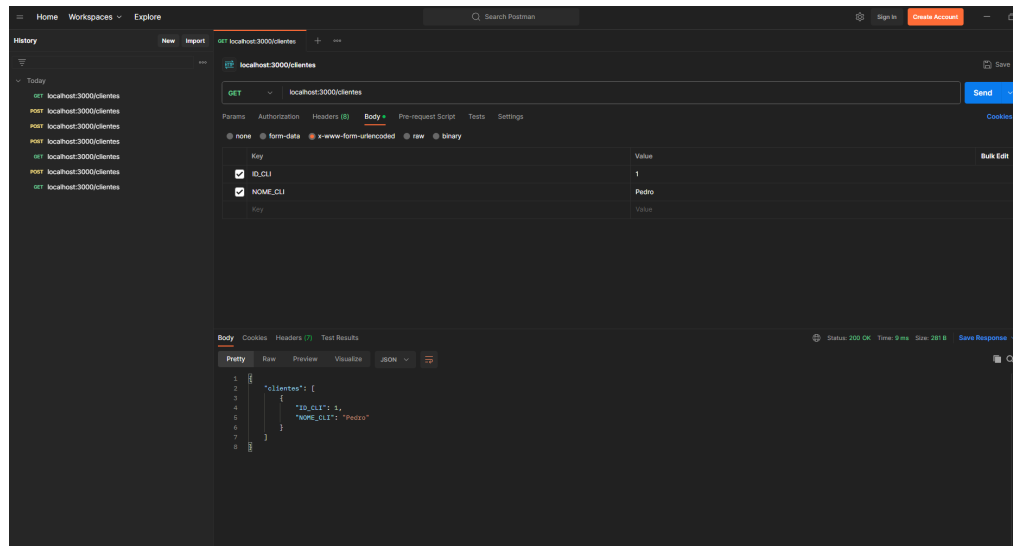 Home Workspaces Explore Search Postman Sign In Create Account
History New Import GET localhost:3000/clientes
localhost:3000/clientes Save
Today
GET localhost:3000/clientes
POST localhost:3000/clientes
POST localhost:3000/clientes
POST localhost:3000/clientes
GET localhost:3000/clientes
POST localhost:3000/clientes
GET localhost:3000/clientes
GET localhost:3000/clientes Send
Params Authorization Headers (8) Body Pre-request Script Tests Settings Cookies
none form-data x-www-form-urlencoded raw binary
Key Value Bulk Edit
ID_CLI 1
NOME_CLI Pedro
Key Value
Body Cookies Headers (7) Test Results Status: 200 OK Time: 9 ms Size: 281 B Save Response
Pretty Raw Preview Visualize JSON
1 {
2 "clientes": [
3 {
4 "ID_CLI": 1,
5 "NOME_CLI": "Pedro"
6 }
7 ]
8 }